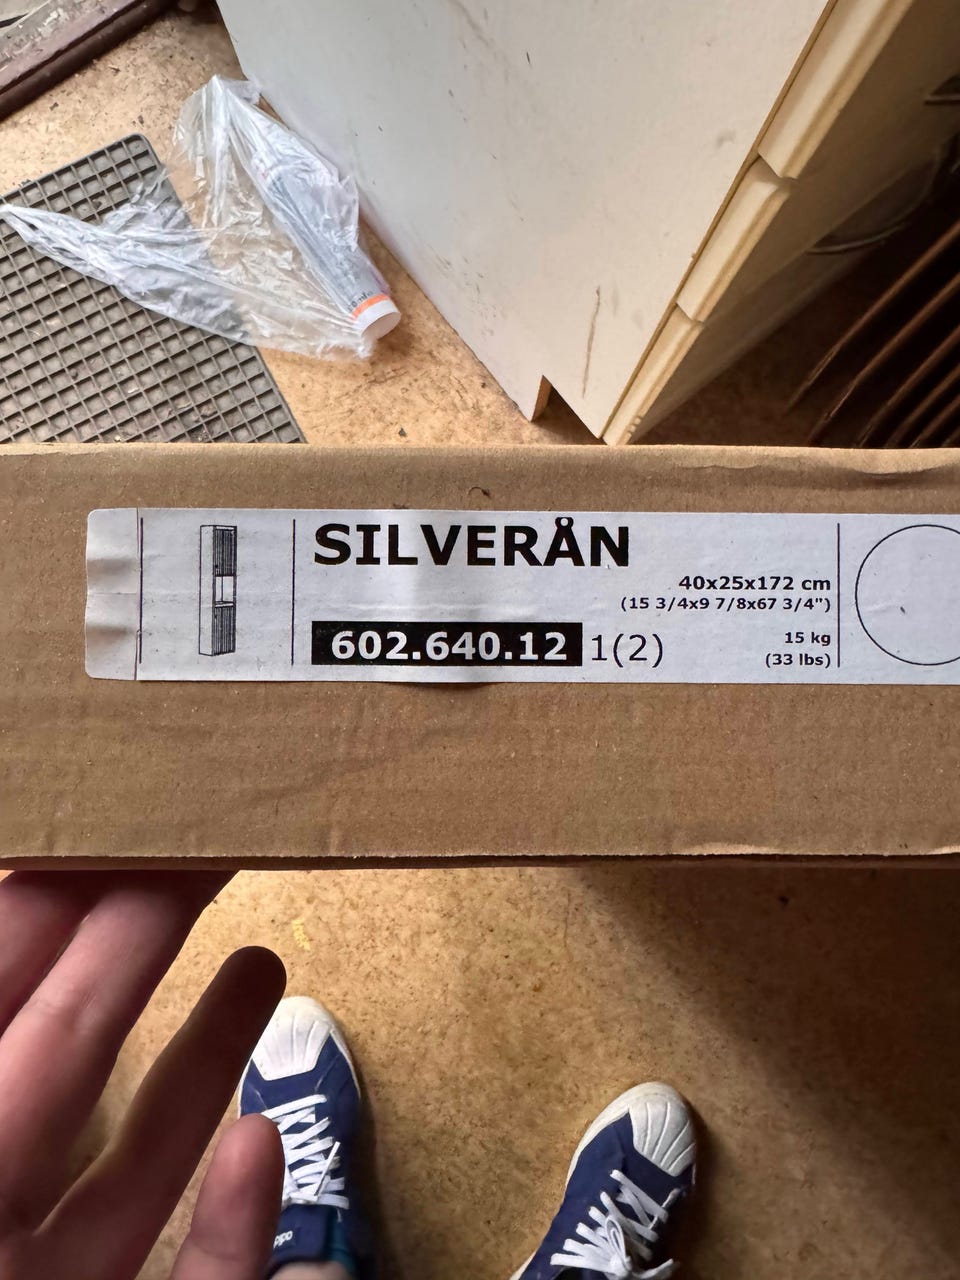 SILVERÅN
40x25x172 cm
(15 3/4x9 7/8x67 3/4")
602.640.12 1(2)
15 kg
(33 lbs)
adidas